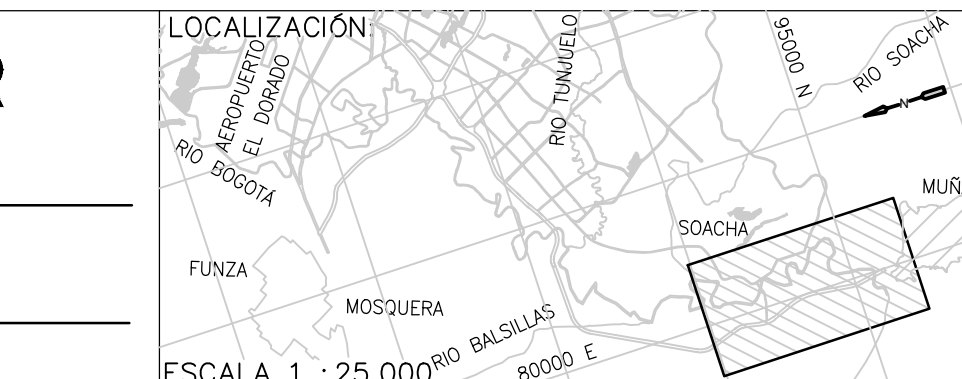 LOCALIZACIÓN:
AEROPUERTO
EL DORADO
RIO BOGOTÁ
RIO TUNJUELO
95000 N
RIO SOACHA
N
SOACHA
FUNZA
MOSQUERA
RIO BALSILLAS
80000 E
ESCALA 1 : 25.000